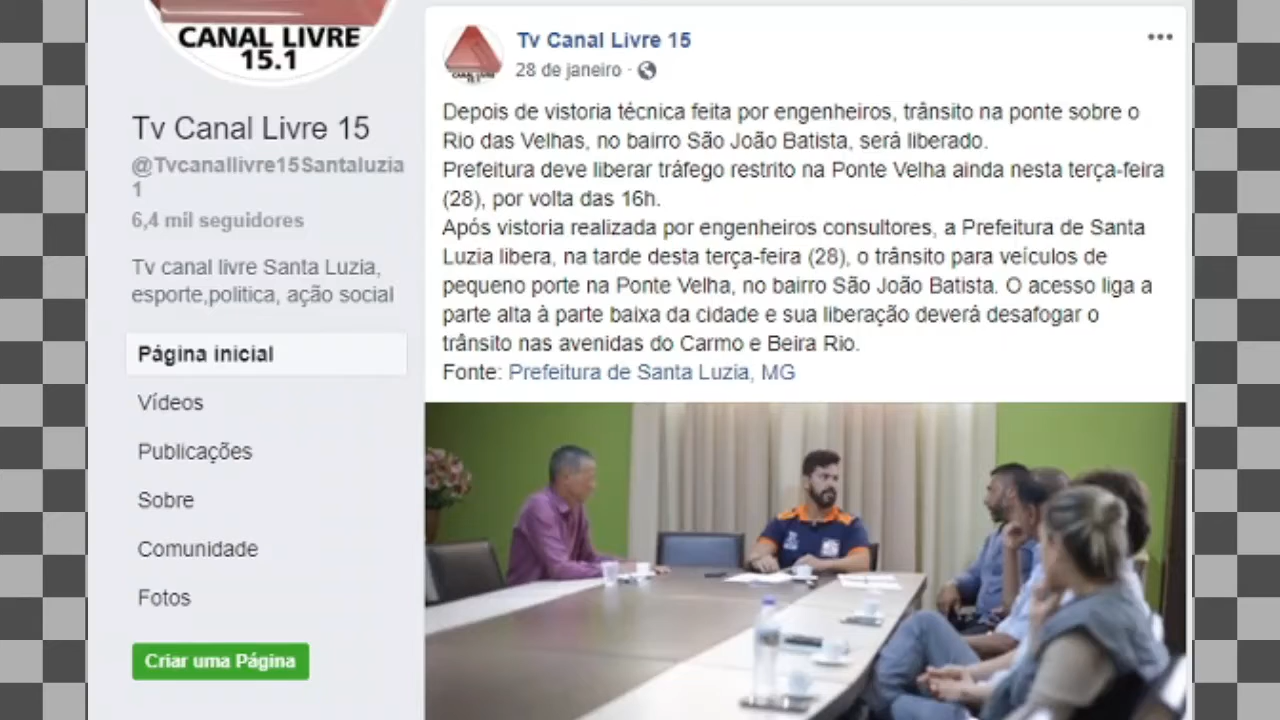 CANAL LIVRE
15.1
Tv Canal Livre 15
@Tvcanallivre15Santaluzia
1
6,4 mil seguidores
Tv canal livre Santa Luzia,
esporte,politica, ação social
Página inicial
Vídeos
Publicações
Sobre
Comunidade
Fotos
Criar uma Página
Tv Canal Livre 15
28 de janeiro ·
Depois de vistoria técnica feita por engenheiros, trânsito na ponte sobre o
Rio das Velhas, no bairro São João Batista, será liberado.
Prefeitura deve liberar tráfego restrito na Ponte Velha ainda nesta terça-feira
(28), por volta das 16h.
Após vistoria realizada por engenheiros consultores, a Prefeitura de Santa
Luzia libera, na tarde desta terça-feira (28), o trânsito para veículos de
pequeno porte na Ponte Velha, no bairro São João Batista. O acesso liga a
parte alta à parte baixa da cidade e sua liberação deverá desafogar o
trânsito nas avenidas do Carmo e Beira Rio.
Fonte: Prefeitura de Santa Luzia, MG